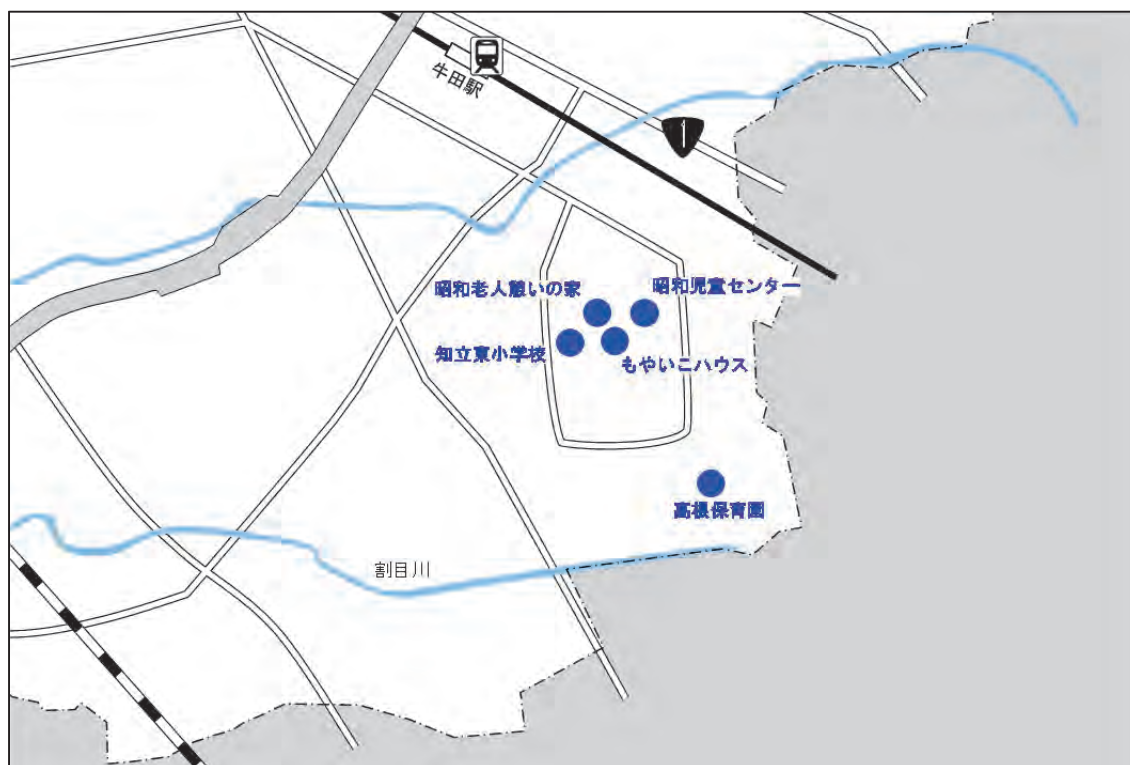 牛田駅
1
昭和老人憩いの家
昭和児童センター
知立東小学校
もやいこハウス
高根保育園
割目川